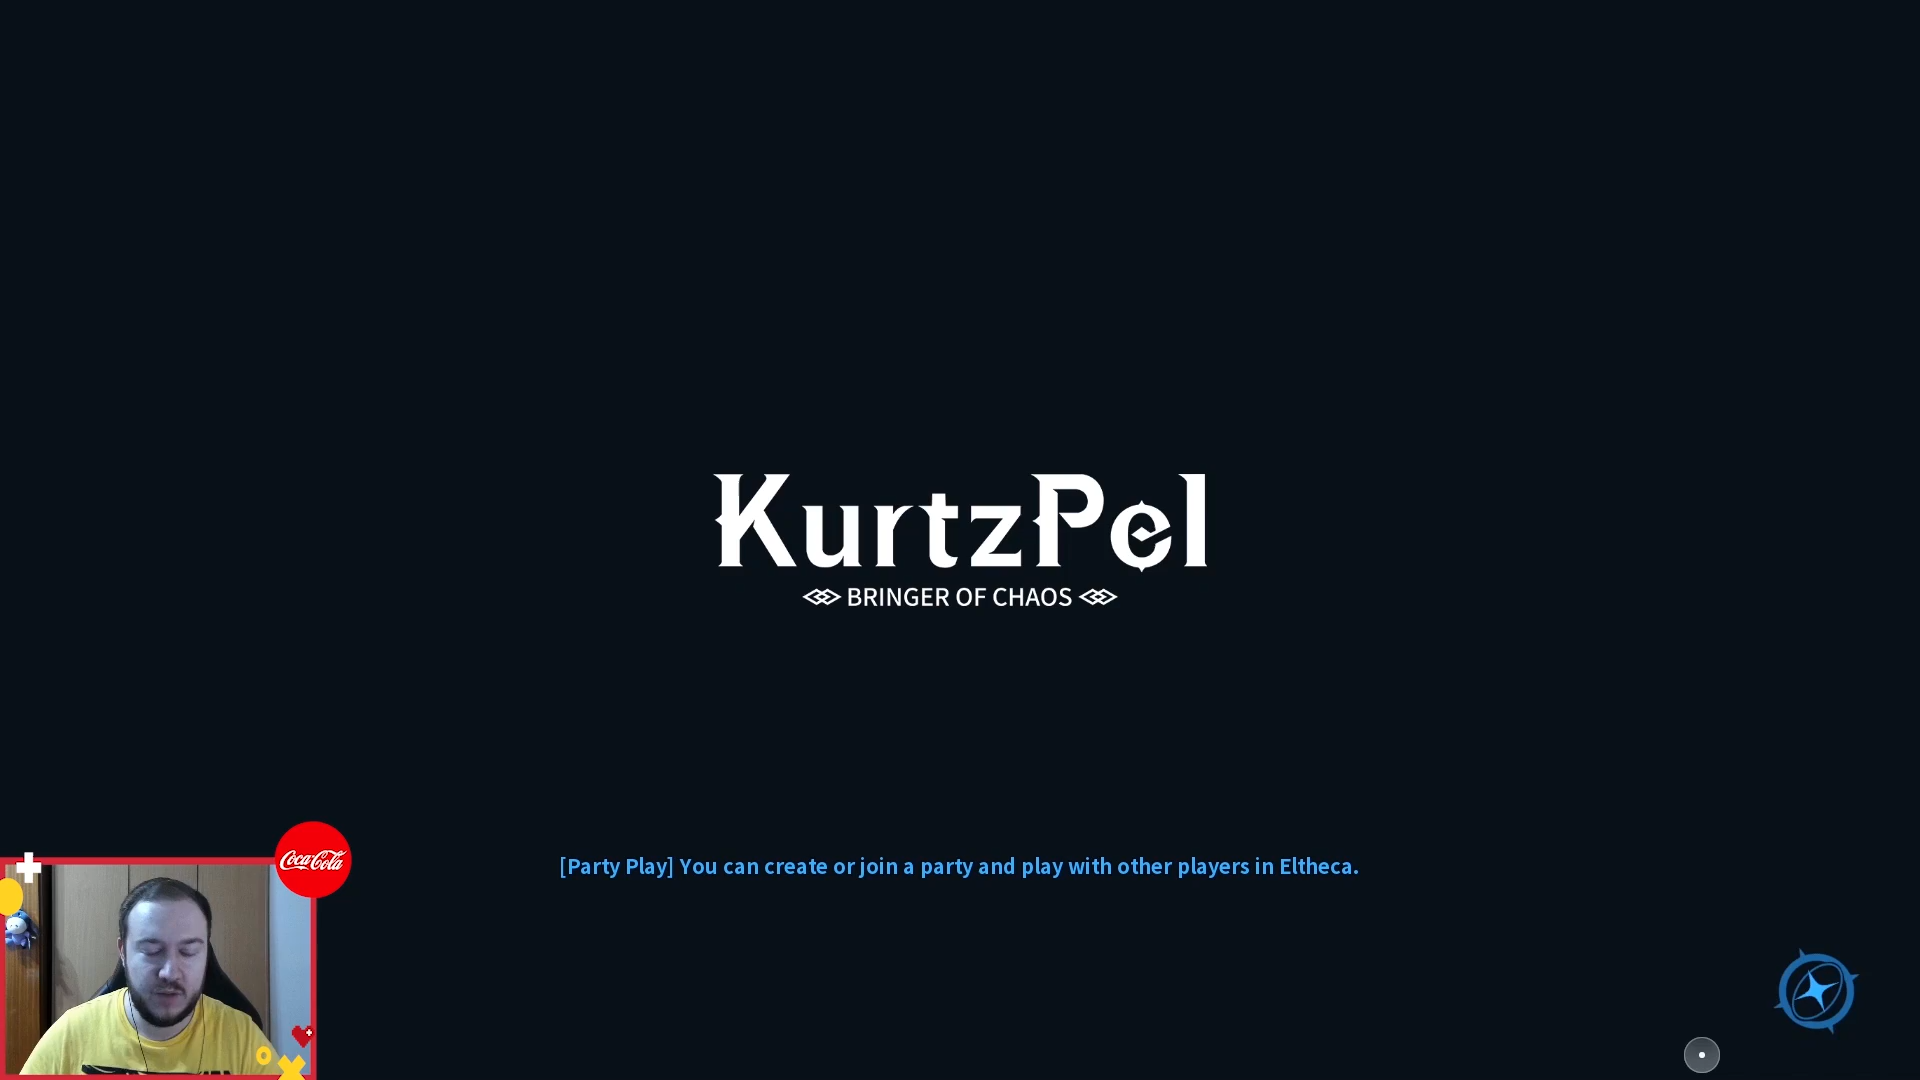 KurtzPel
BRINGER OF CHAOS
Coca-Cola
[Party Play] You can create or join a party and play with other players in Eltheca.